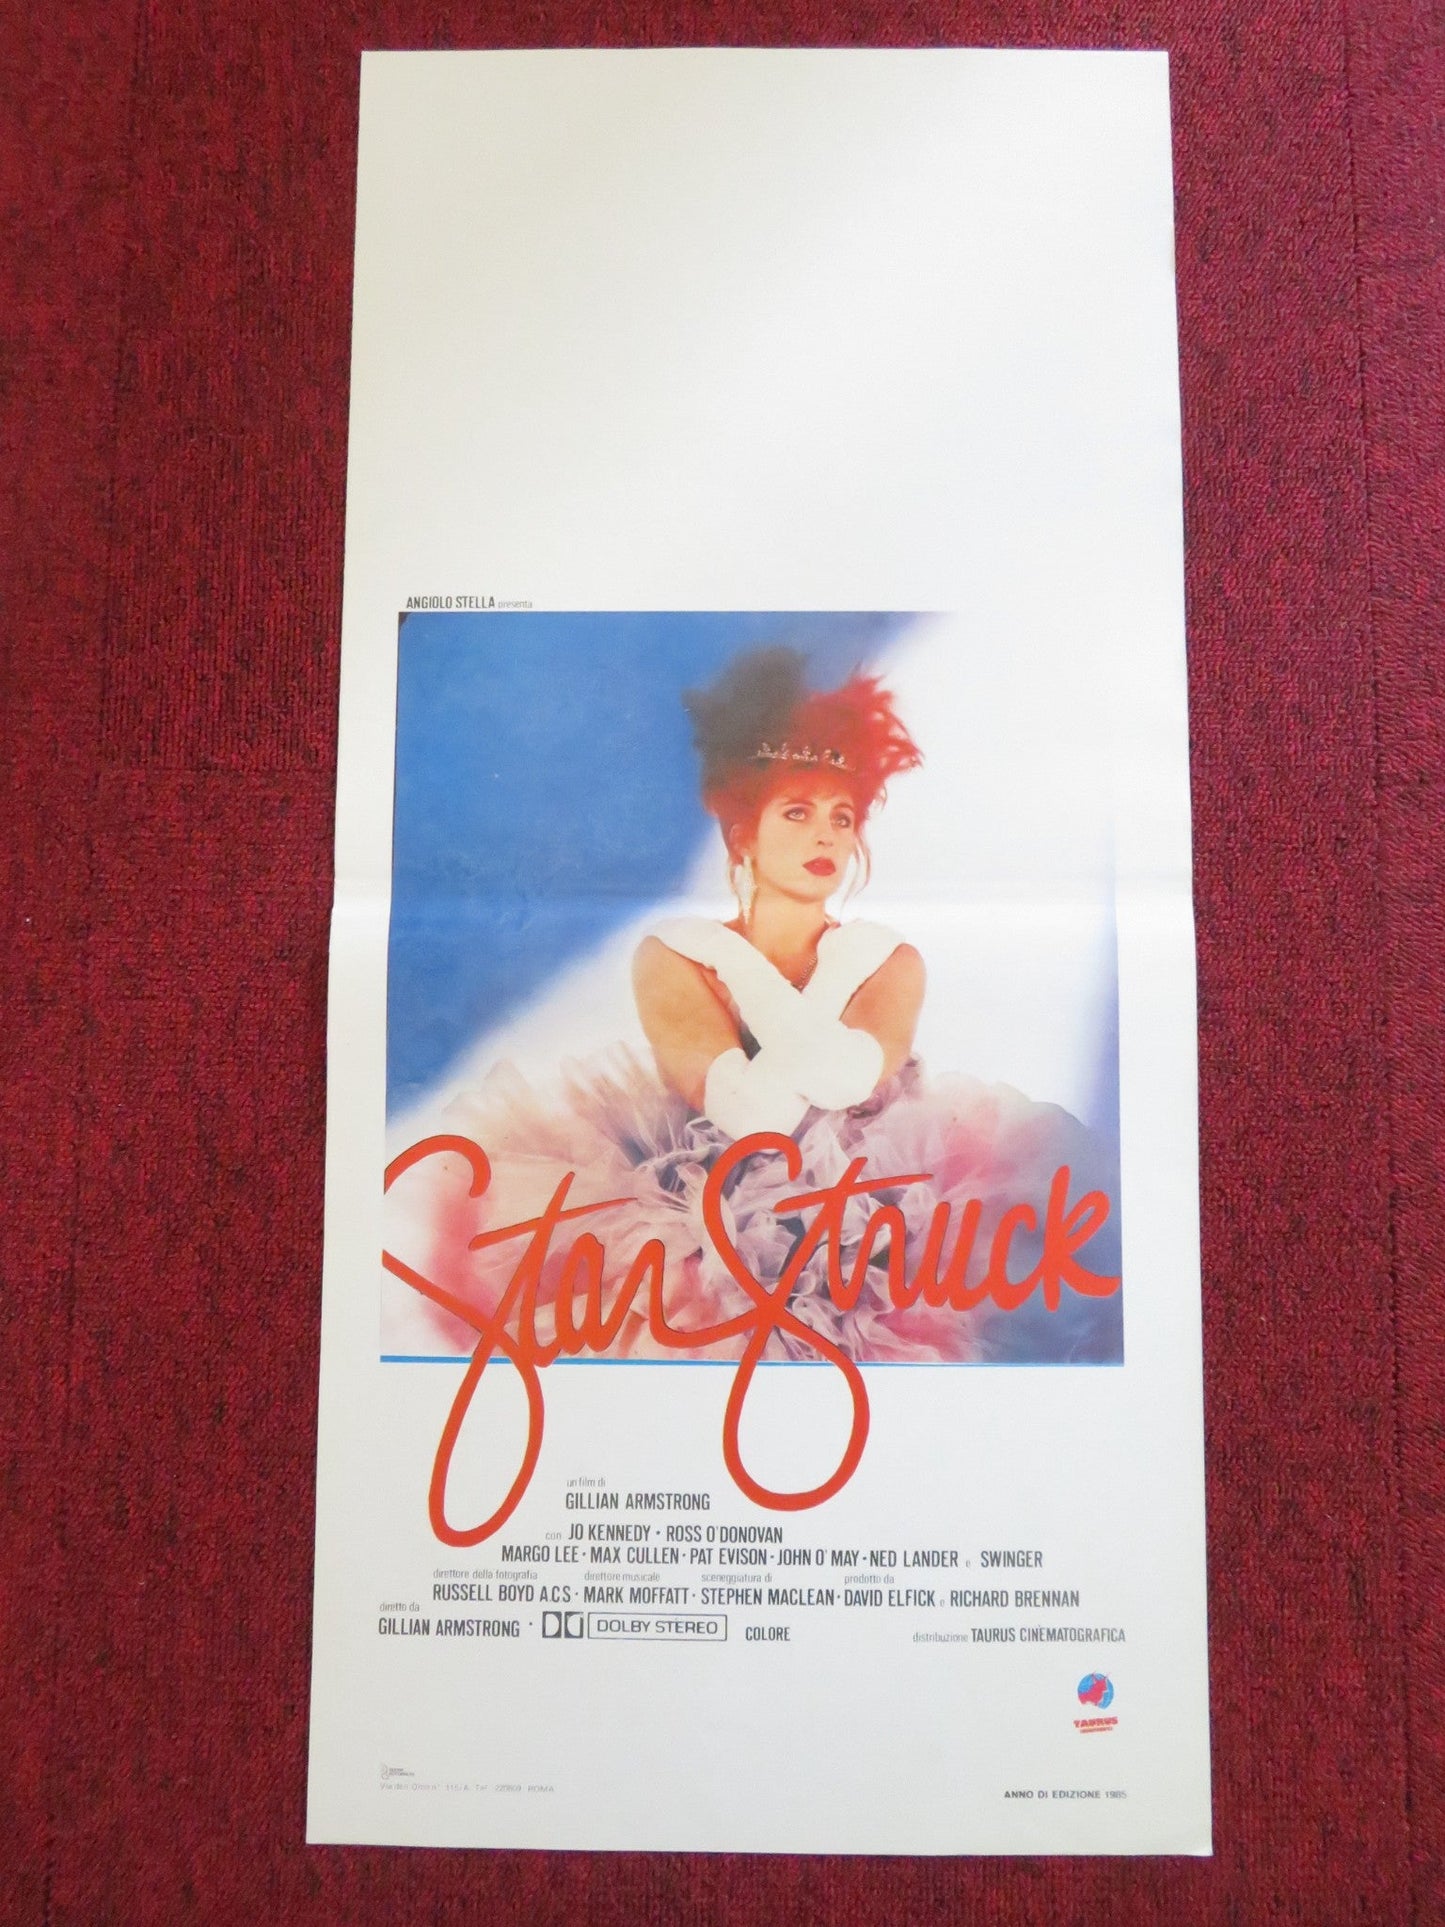 ANGIOLO STELLA presenta
Star Struck
un film di
GILLIAN ARMSTRONG
con JO KENNEDY · ROSS O'DONOVAN
MARGO LEE · MAX CULLEN · PAT EVISON · JOHN O'MAY · NED LANDER e SWINGER
direttore della fotografia direttore musicale sceneggiatura di prodotto da
RUSSELL BOYD A.C.S · MARK MOFFATT · STEPHEN MACLEAN · DAVID ELFICK e RICHARD BRENNAN
diretto da
GILLIAN ARMSTRONG · DOLBY STEREO COLORE distribuzione TAURUS CINEMATOGRAFICA
TAURUS
115/A. Tel. 220809 ROMA
ANNO DI EDIZIONE 1985